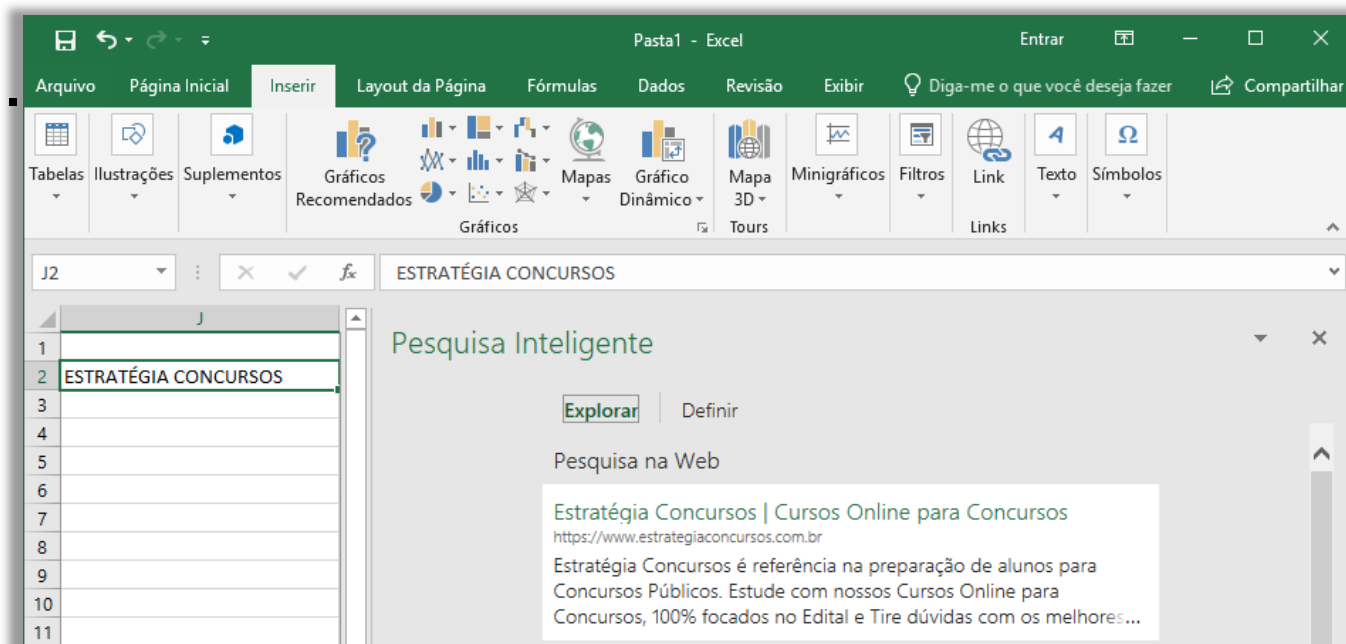 Pasta1 - Excel
Entrar
Arquivo Página Inicial Inserir Layout da Página Fórmulas Dados Revisão Exibir Diga-me o que você deseja fazer Compartilhar
Tabelas Ilustrações Suplementos Gráficos Recomendados Mapas Gráfico Dinâmico Mapa 3D Minigráficos Filtros Link Texto Símbolos
Gráficos Tours Links
J2 fx ESTRATÉGIA CONCURSOS
J
Pesquisa Inteligente
1
2 ESTRATÉGIA CONCURSOS
3
4
5
6
7
8
9
10
11
Explorar Definir
Pesquisa na Web
Estratégia Concursos | Cursos Online para Concursos
https://www.estrategiaconcursos.com.br
Estratégia Concursos é referência na preparação de alunos para
Concursos Públicos. Estude com nossos Cursos Online para
Concursos, 100% focados no Edital e Tire dúvidas com os melhores...